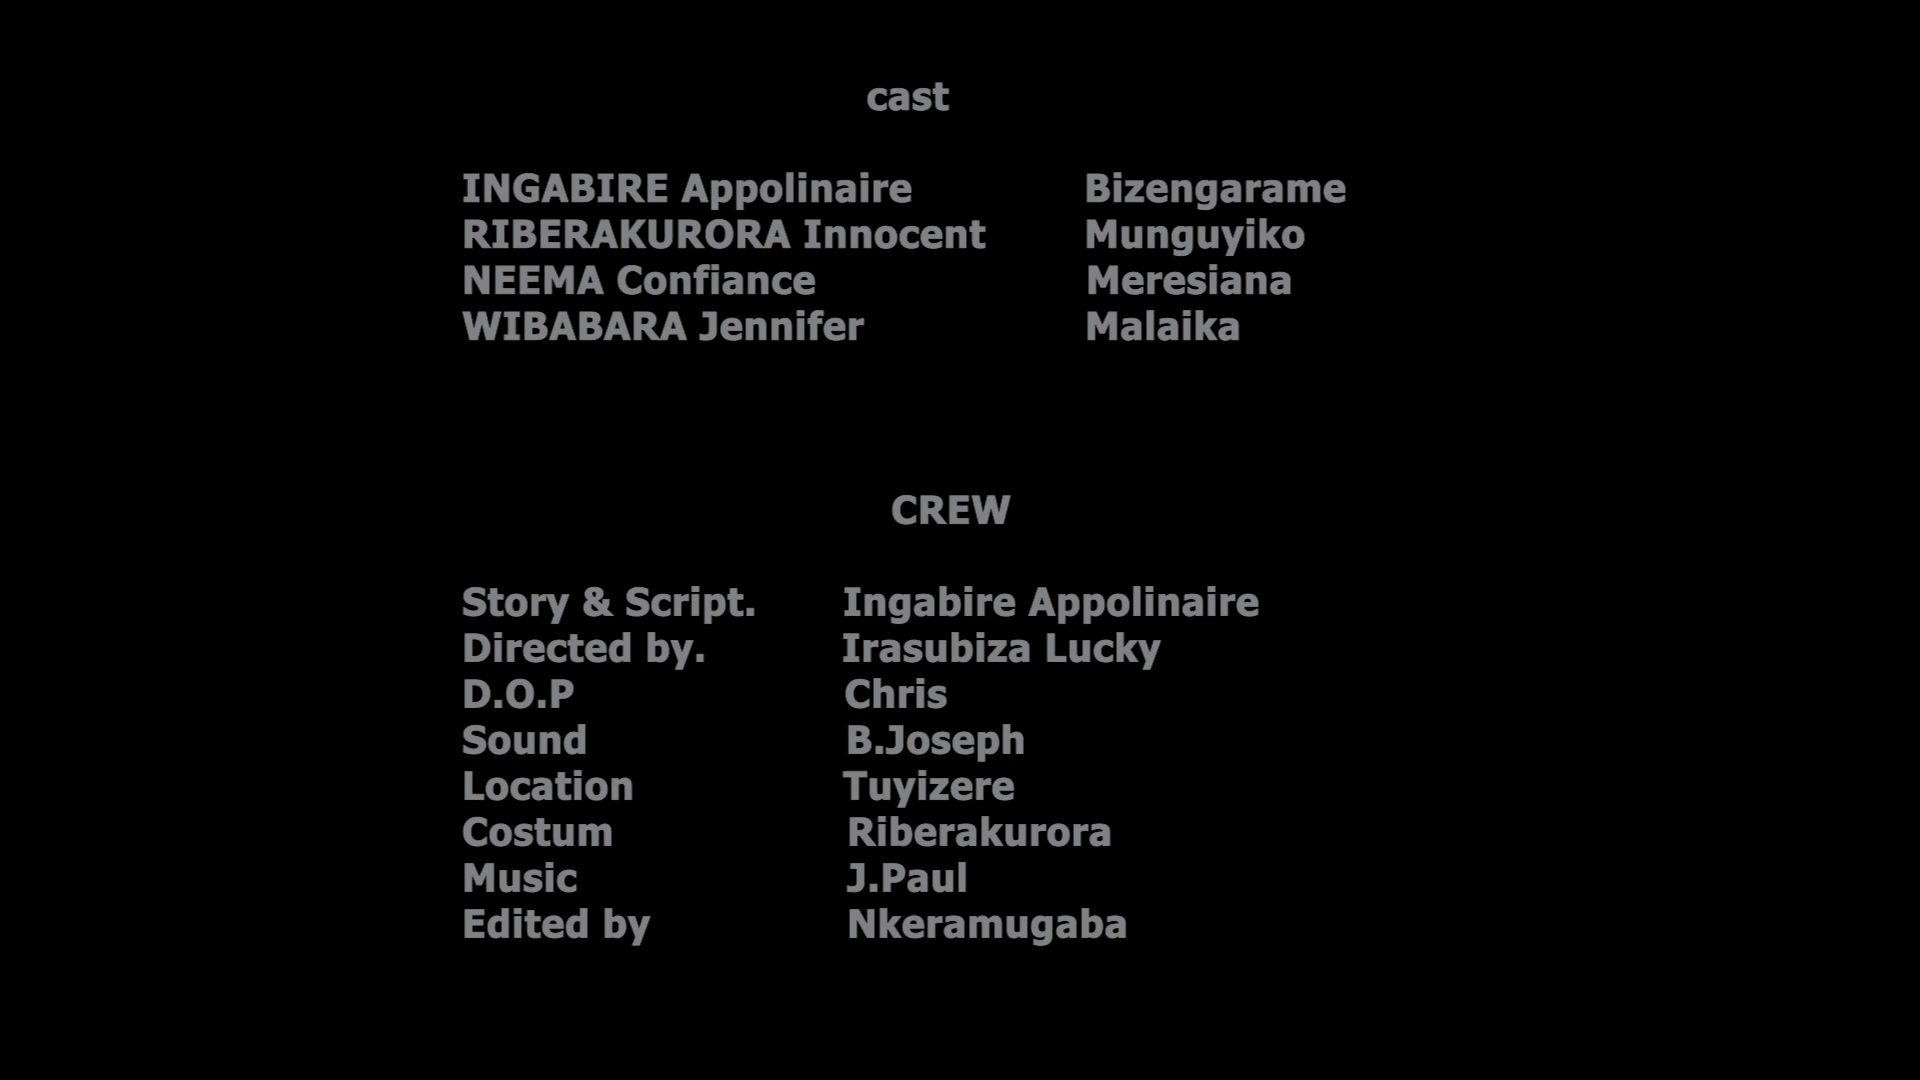 cast
INGABIRE Appolinaire Bizengarame
RIBERAKURORA Innocent Munguyiko
NEEMA Confiance Meresiana
WIBABARA Jennifer Malaika
CREW
Story & Script. Ingabire Appolinaire
Directed by. Irasubiza Lucky
D.O.P Chris
Sound B.Joseph
Location Tuyizere
Costum Riberakurora
Music J.Paul
Edited by Nkeramugaba